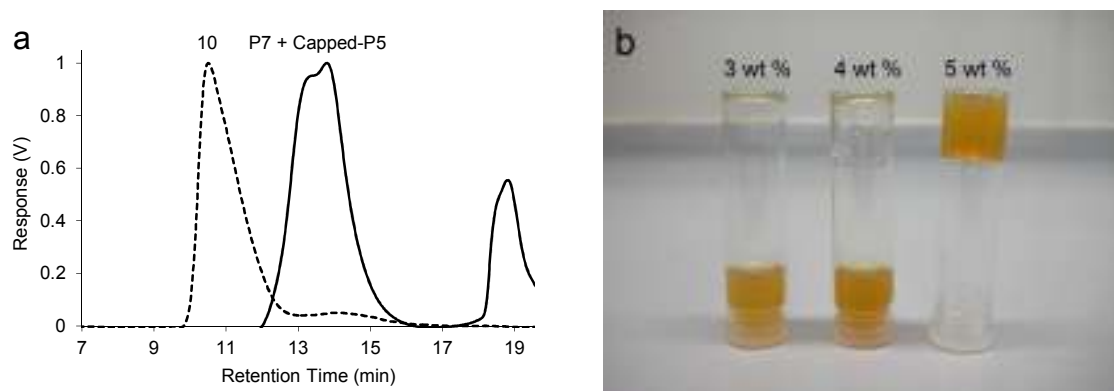 a
10 P7 + Capped-P5
1
0.8
0.6
0.4
0.2
0
Response (V)
7 9 11 13 15 17 19
Retention Time (min)
b
3 wt % 4 wt % 5 wt %